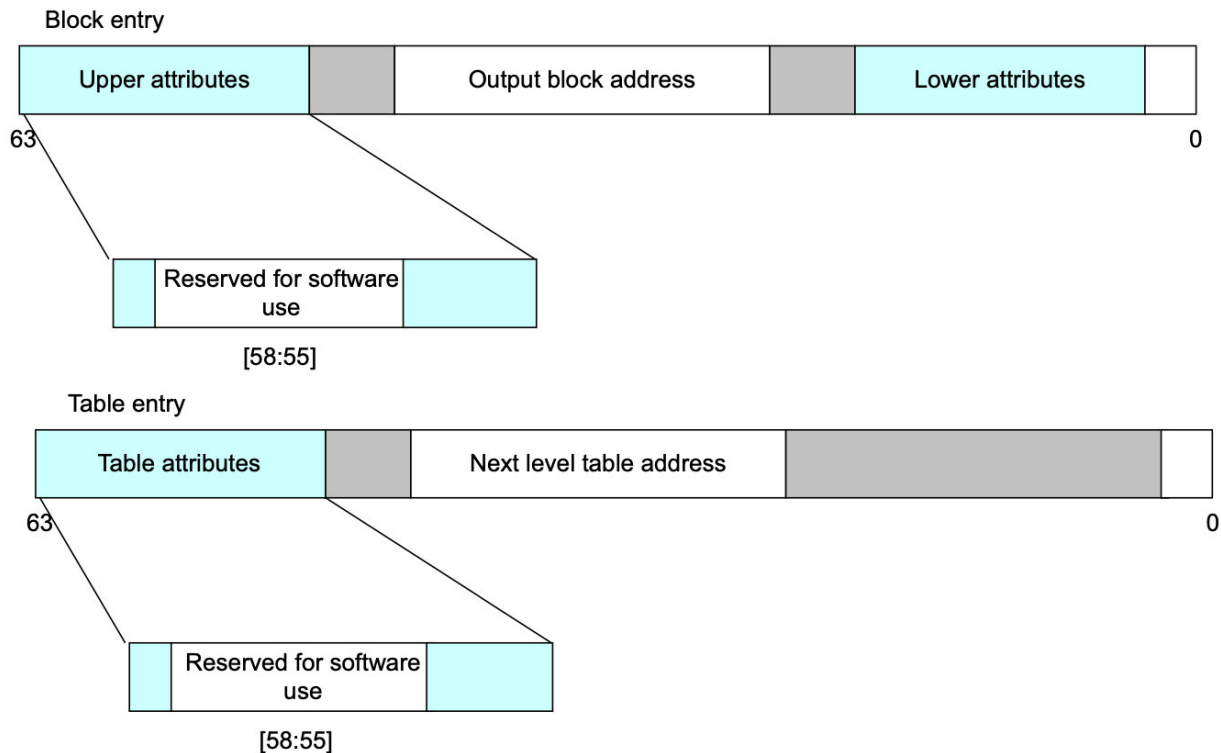 Block entry
Upper attributes
Output block address
Lower attributes
63
0
Reserved for software
use
[58:55]
Table entry
Table attributes
Next level table address
63
0
Reserved for software
use
[58:55]